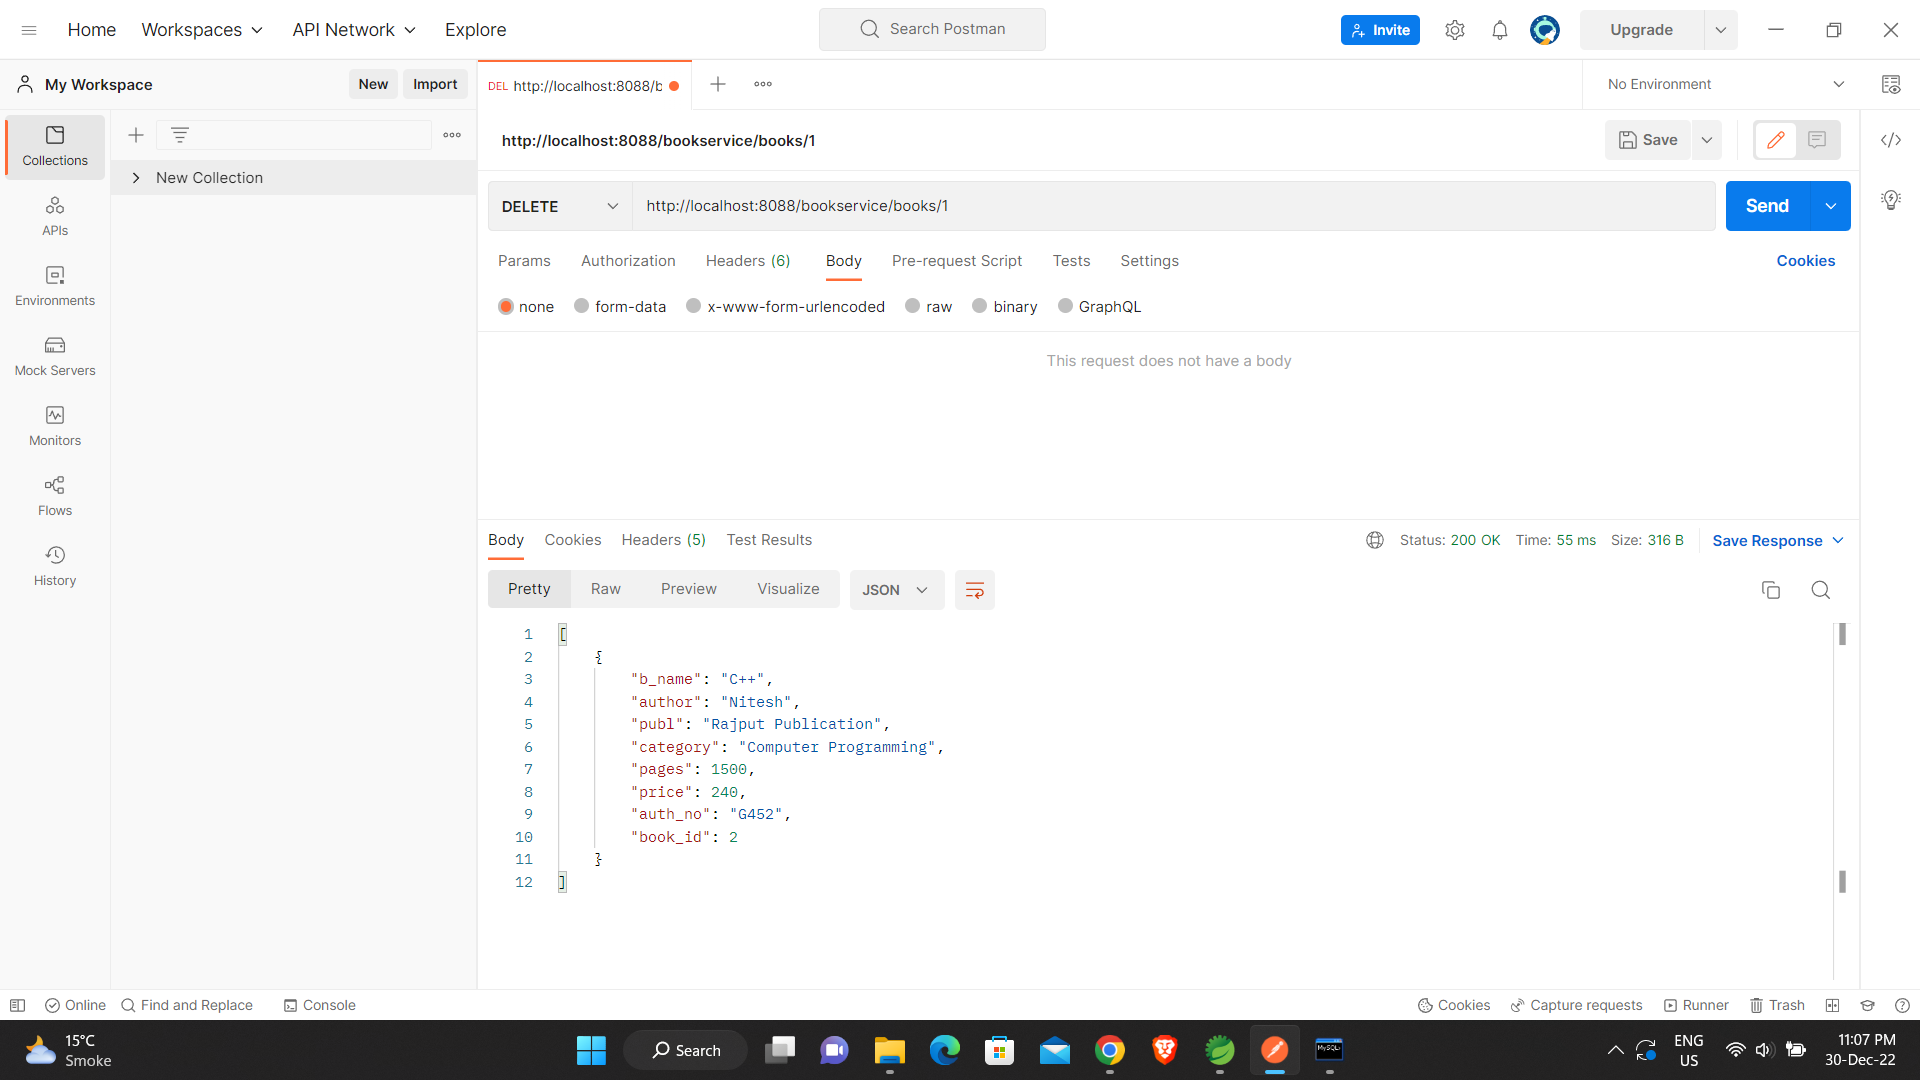 Home Workspaces API Network Explore Search Postman Invite Upgrade
My Workspace New Import DEL http://localhost:8088/b No Environment
http://localhost:8088/bookservice/books/1 Save
Collections
New Collection
DELETE http://localhost:8088/bookservice/books/1 Send
APIs
Params Authorization Headers (6) Body Pre-request Script Tests Settings Cookies
Environments
none form-data x-www-form-urlencoded raw binary GraphQL
This request does not have a body
Mock Servers
Monitors
Flows
History
Body Cookies Headers (5) Test Results Status: 200 OK Time: 55 ms Size: 316 B Save Response
Pretty Raw Preview Visualize JSON
1 [
2 {
3 "b_name": "C++",
4 "author": "Nitesh",
5 "publ": "Rajput Publication",
6 "category": "Computer Programming",
7 "pages": 1500,
8 "price": 240,
9 "auth_no": "G452",
10 "book_id": 2
11 }
12 ]
Online Find and Replace Console Cookies Capture requests Runner Trash
15°C
Smoke
Search
MySQL
ENG
US
11:07 PM
30-Dec-22